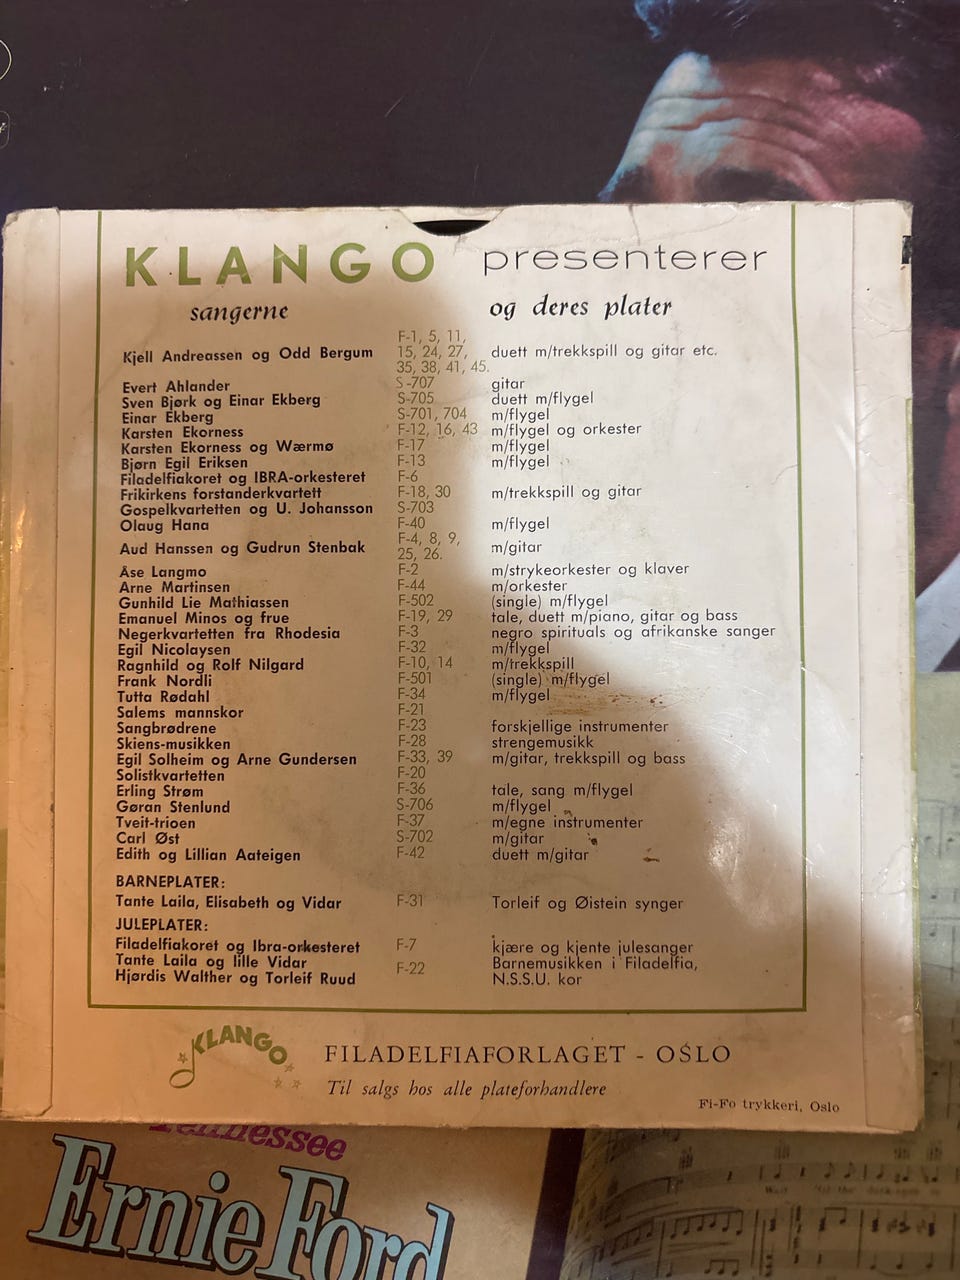 KLANGO presenterer
sangerne og deres plater
F-1, 5, 11,
Kjell Andreassen og Odd Bergum 15, 24, 27, duett m/trekkspill og gitar etc.
35, 38, 41, 45.
Evert Ahlander S-707 gitar
Sven Bjørk og Einar Ekberg S-705 duett m/flygel
Einar Ekberg S-701, 704 m/flygel
Karsten Ekorness F-12, 16, 43 m/flygel og orkester
Karsten Ekorness og Wærmø F-17 m/flygel
Bjørn Egil Eriksen F-13 m/flygel
Filadelfiakoret og IBRA-orkesteret F-6
Frikirkens forstanderkvartett F-18, 30 m/trekkspill og gitar
Gospelkvartetten og U. Johansson S-703
Olaug Hana F-40 m/flygel
Aud Hanssen og Gudrun Stenbak F-4, 8, 9, m/gitar
25, 26.
Åse Langmo F-2 m/strykeorkester og klaver
Arne Martinsen F-44 m/orkester
Gunhild Lie Mathiassen F-502 (single) m/flygel
Emanuel Minos og frue F-19, 29 tale, duett m/piano, gitar og bass
Negerkvartetten fra Rhodesia F-3 negro spirituals og afrikanske sanger
Egil Nicolaysen F-32 m/flygel
Ragnhild og Rolf Nilgard F-10, 14 m/trekkspill
Frank Nordli F-501 (single) m/flygel
Tutta Rødahl F-34 m/flygel
Salems mannskor F-21
Sangbrødrene F-23 forskjellige instrumenter
Skiens-musikken F-28 strengemusikk
Egil Solheim og Arne Gundersen F-33, 39 m/gitar, trekkspill og bass
Solistkvartetten F-20
Erling Strøm F-36 tale, sang m/flygel
Gøran Stenlund S-706 m/flygel
Tveit-trioen F-37 m/egne instrumenter
Carl Øst S-702 m/gitar
Edith og Lillian Aateigen F-42 duett m/gitar
BARNEPLATER:
Tante Laila, Elisabeth og Vidar F-31 Torleif og Øistein synger
JULEPLATER:
Filadelfiakoret og Ibra-orkesteret F-7 kjære og kjente julesanger
Tante Laila og lille Vidar F-22 Barnemusikken i Filadelfia,
Hjørdis Walther og Torleif Ruud N.S.S.U. kor
KLANGO
FILADELFIAFORLAGET - OSLO
Til salgs hos alle plateforhandlere
Fi-Fo trykkeri, Oslo
Tennessee
Ernie Ford